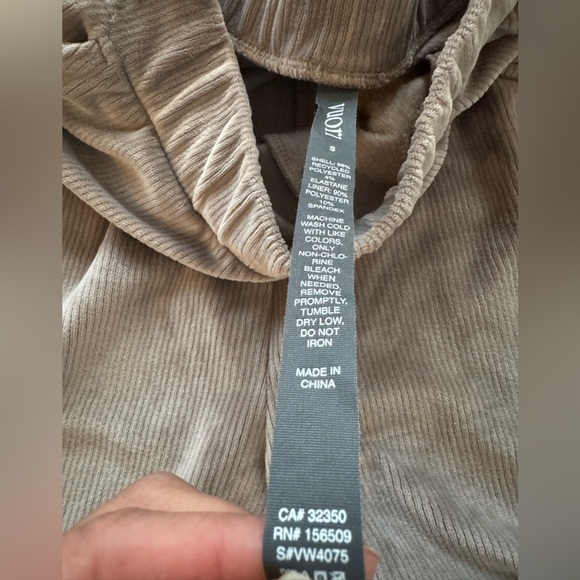 vuori
S
SHELL: 96%
RECYCLED
POLYESTER
4%
ELASTANE
LINER: 90%
POLYESTER
10%
SPANDEX
MACHINE
WASH COLD
WITH LIKE
COLORS,
ONLY
NON-CHLO-
RINE
BLEACH
WHEN
NEEDED,
REMOVE
PROMPTLY,
TUMBLE
DRY LOW,
DO NOT
IRON
MADE IN
CHINA
CA# 32350
RN# 156509
S#VW4075